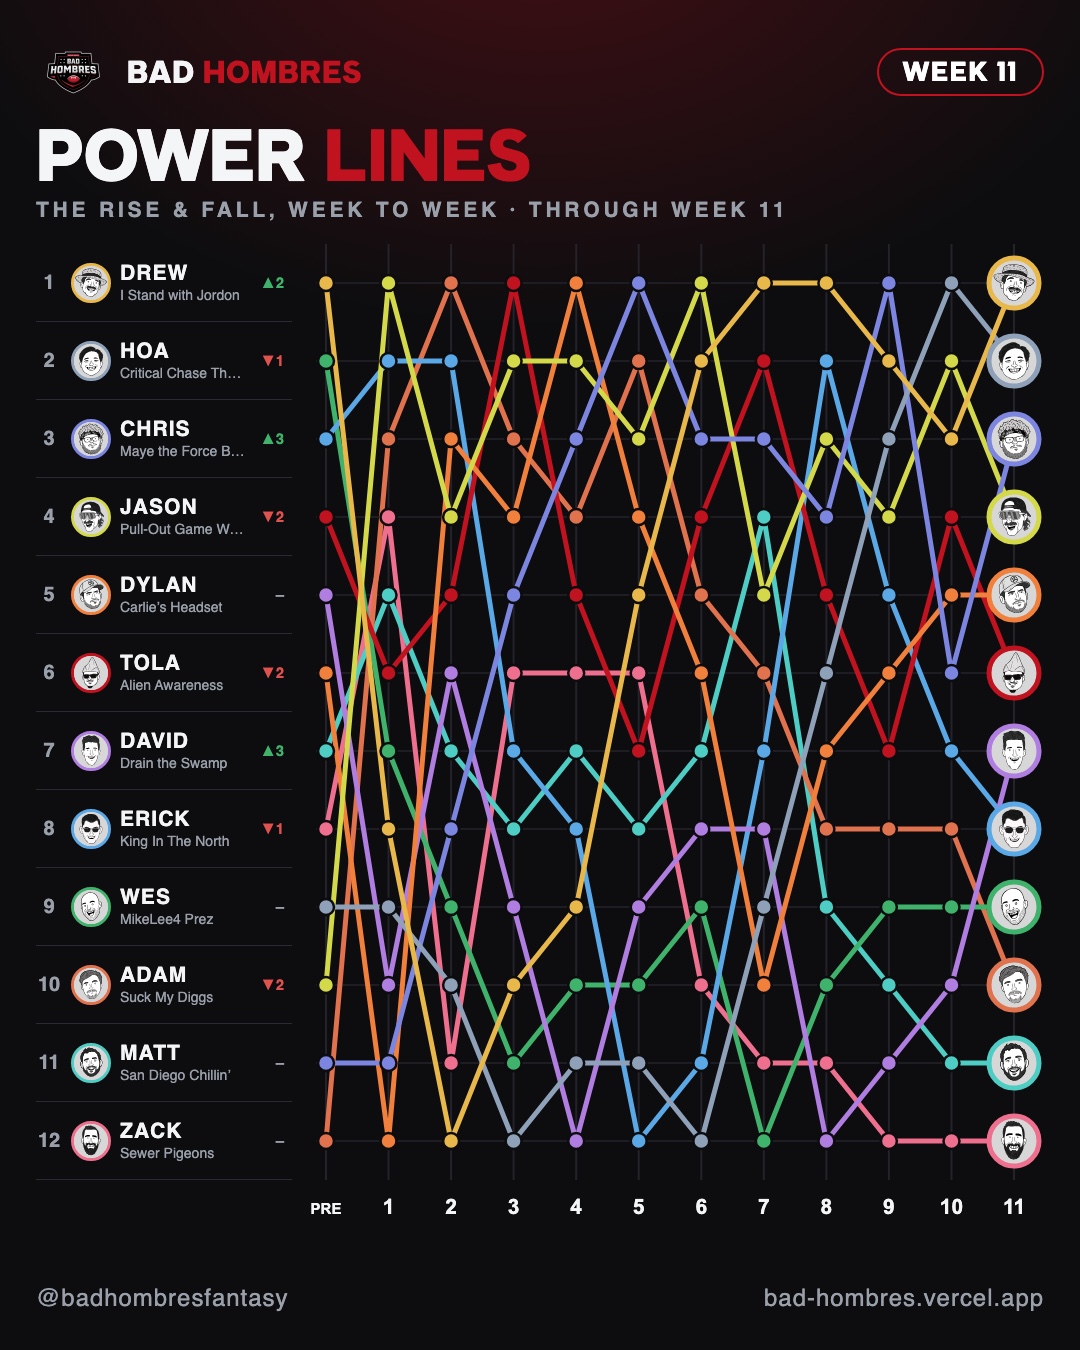 BAD
HOMBRES
BAD HOMBRES
WEEK 11
POWER LINES
THE RISE & FALL, WEEK TO WEEK · THROUGH WEEK 11
1 DREW ▲2
I Stand with Jordon
2 HOA ▼1
Critical Chase Th...
3 CHRIS ▲3
Maye the Force B...
4 JASON ▼2
Pull-Out Game W...
5 DYLAN –
Carlie's Headset
6 TOLA ▼2
Alien Awareness
7 DAVID ▲3
Drain the Swamp
8 ERICK ▼1
King In The North
9 WES –
MikeLee4 Prez
10 ADAM ▼2
Suck My Diggs
11 MATT –
San Diego Chillin'
12 ZACK –
Sewer Pigeons
PRE 1 2 3 4 5 6 7 8 9 10 11
@badhombresfantasy
bad-hombres.vercel.app